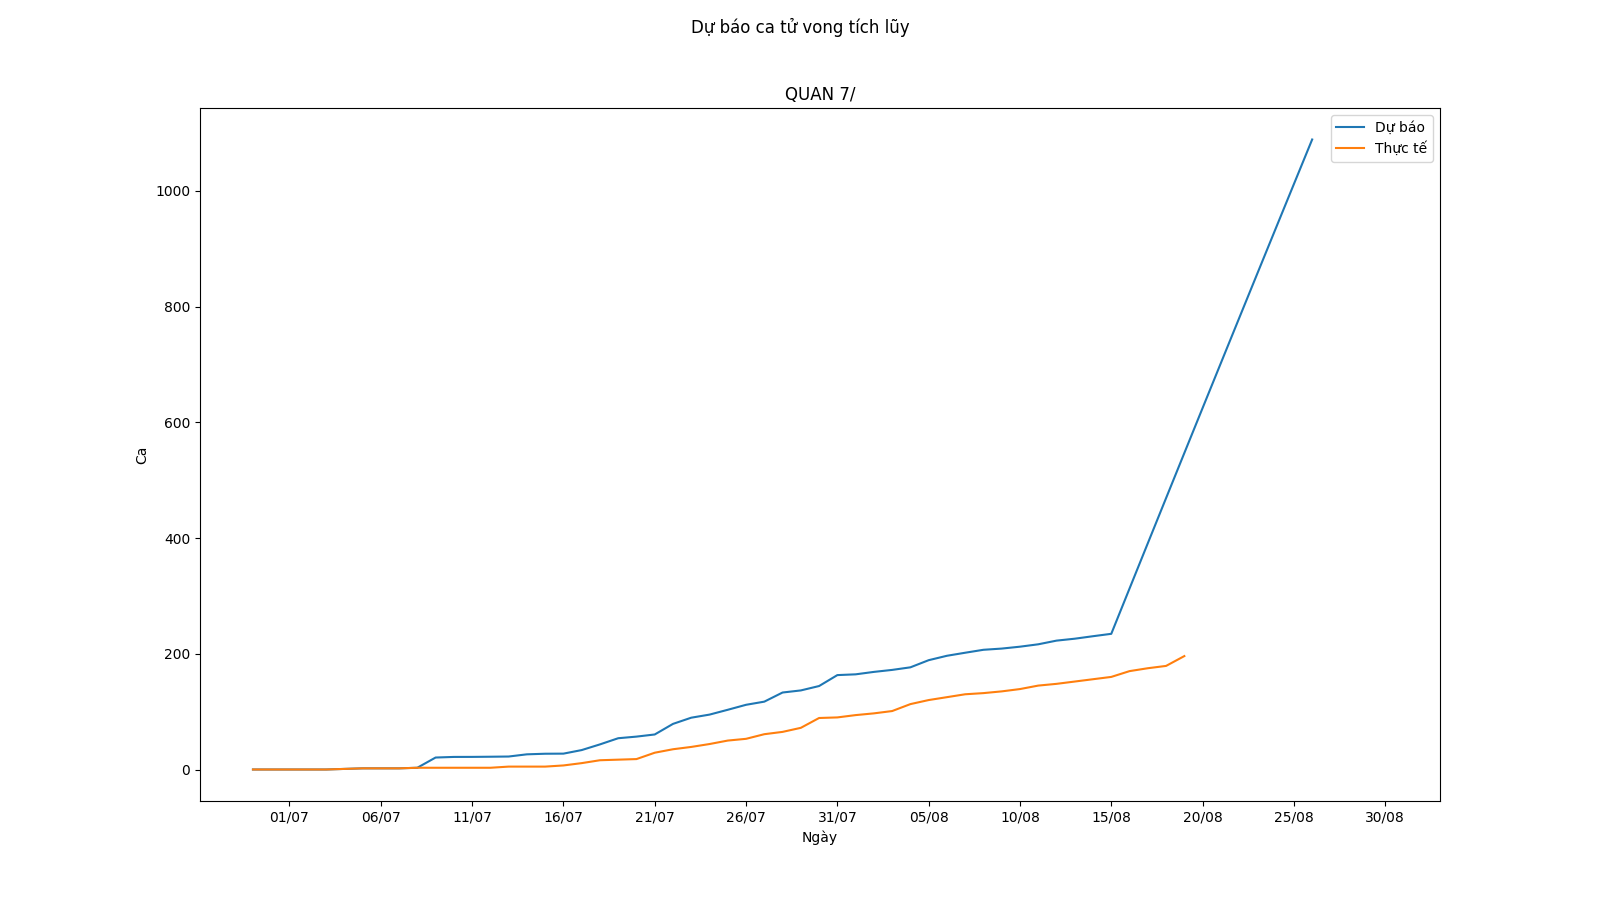 Dự báo ca tử vong tích lũy
QUAN 7/
Dự báo
Thực tế
1000
800
600
400
200
0
Ca
01/07 06/07 11/07 16/07 21/07 26/07 31/07 05/08 10/08 15/08 20/08 25/08 30/08
Ngày